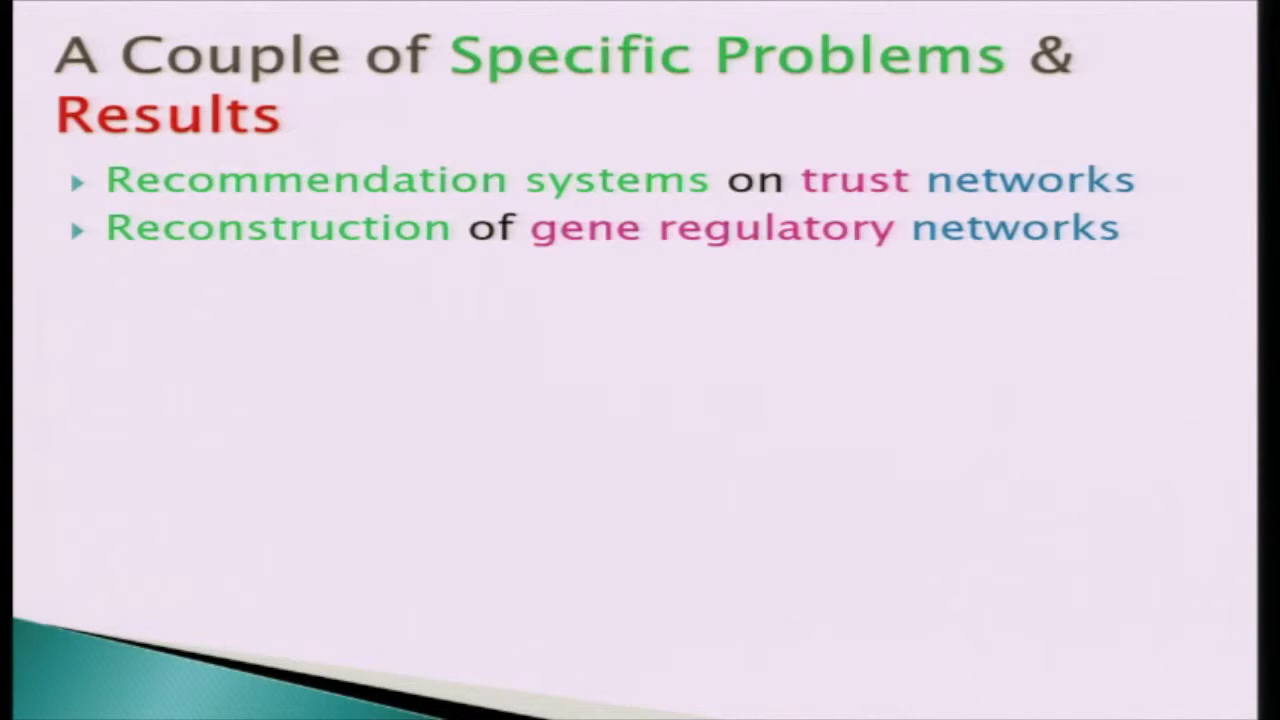 A Couple of Specific Problems &
Results
Recommendation systems on trust networks
Reconstruction of gene regulatory networks